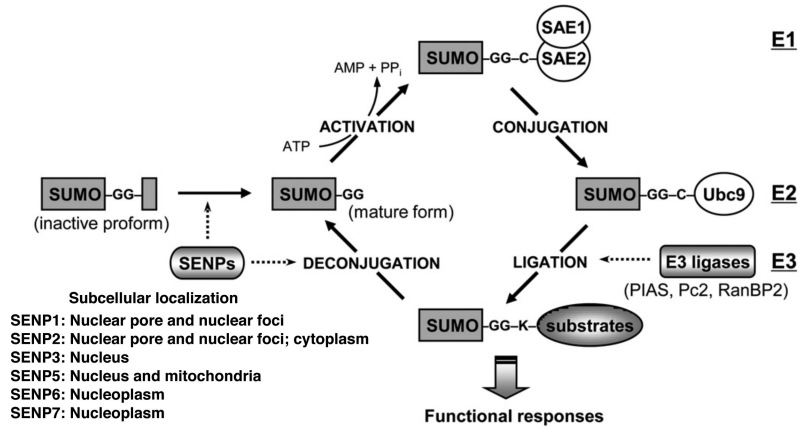 SAE1
E1
SUMO -GG-C- SAE2
AMP + PPi
ACTIVATION
CONJUGATION
ATP
SUMO -GG-
(inactive proform)
SUMO -GG
(mature form)
SUMO -GG-C- Ubc9
E2
SENPs
DECONJUGATION
LIGATION
E3 ligases
E3
(PIAS, Pc2, RanBP2)
Subcellular localization
SENP1: Nuclear pore and nuclear foci
SENP2: Nuclear pore and nuclear foci; cytoplasm
SENP3: Nucleus
SENP5: Nucleus and mitochondria
SENP6: Nucleoplasm
SENP7: Nucleoplasm
SUMO -GG-K- substrates
Functional responses